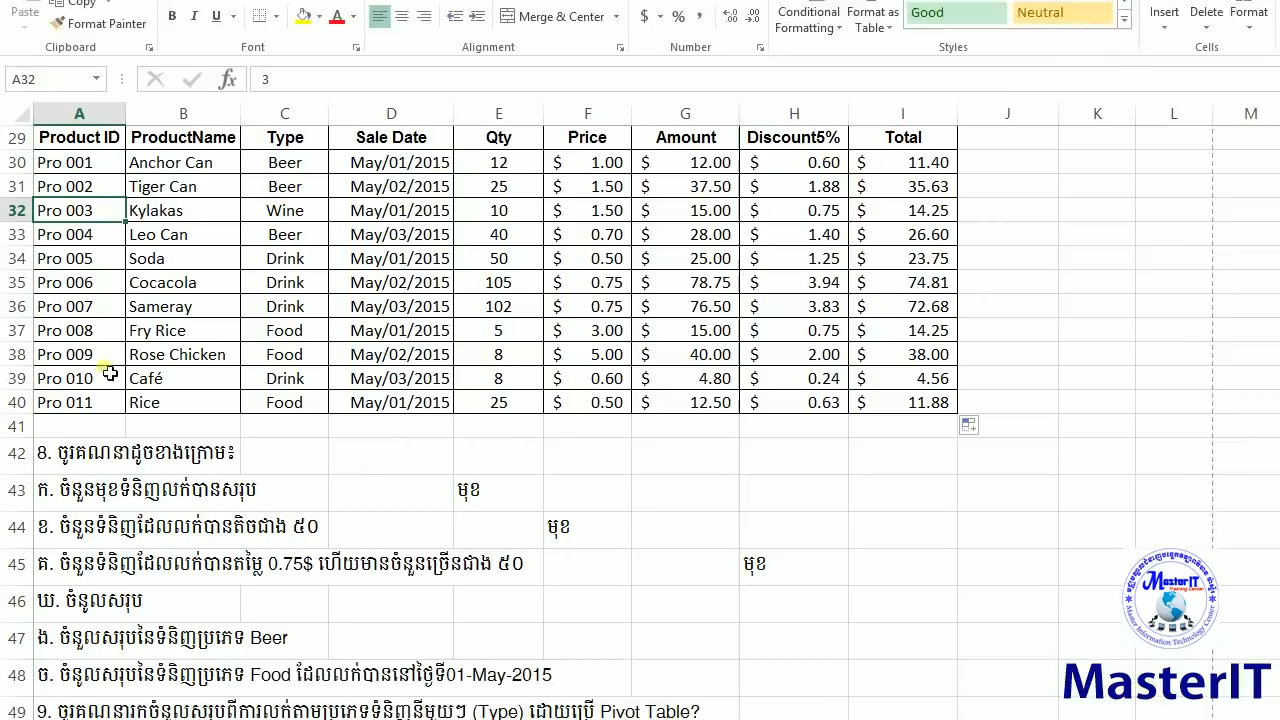 Paste
Copy
Format Painter
B I U
A
Merge & Center
$ % , .0 .00 .00 .0
Conditional Formatting
Format as Table
Good
Neutral
Insert Delete Format
Clipboard Font Alignment Number Styles Cells
A32 fx 3
A B C D E F G H I J K L M
29 Product ID ProductName Type Sale Date Qty Price Amount Discount5% Total
30 Pro 001 Anchor Can Beer May/01/2015 12 $ 1.00 $ 12.00 $ 0.60 $ 11.40
31 Pro 002 Tiger Can Beer May/02/2015 25 $ 1.50 $ 37.50 $ 1.88 $ 35.63
32 Pro 003 Kylakas Wine May/01/2015 10 $ 1.50 $ 15.00 $ 0.75 $ 14.25
33 Pro 004 Leo Can Beer May/03/2015 40 $ 0.70 $ 28.00 $ 1.40 $ 26.60
34 Pro 005 Soda Drink May/01/2015 50 $ 0.50 $ 25.00 $ 1.25 $ 23.75
35 Pro 006 Cocacola Drink May/02/2015 105 $ 0.75 $ 78.75 $ 3.94 $ 74.81
36 Pro 007 Sameray Drink May/03/2015 102 $ 0.75 $ 76.50 $ 3.83 $ 72.68
37 Pro 008 Fry Rice Food May/01/2015 5 $ 3.00 $ 15.00 $ 0.75 $ 14.25
38 Pro 009 Rose Chicken Food May/02/2015 8 $ 5.00 $ 40.00 $ 2.00 $ 38.00
39 Pro 010 Café Drink May/03/2015 8 $ 0.60 $ 4.80 $ 0.24 $ 4.56
40 Pro 011 Rice Food May/01/2015 25 $ 0.50 $ 12.50 $ 0.63 $ 11.88
41
42 8. ចូរគណនាដូចខាងក្រោម៖
43 ក. ចំនួនមុខទំនិញលក់បានសរុប មុខ
44 ខ. ចំនួនទំនិញដែលលក់បានតិចជាង ៥០ មុខ
45 គ. ចំនួនទំនិញដែលលក់បានតម្លៃ 0.75$ ហើយមានចំនួនច្រើនជាង ៥០ មុខ
46 ឃ. ចំនូលសរុប
47 ង. ចំនួលសរុបនៃទំនិញប្រភេទ Beer
48 ច. ចំនូលសរុបនៃទំនិញប្រភេទ Food ដែលលក់បាននៅថ្ងៃទី01-May-2015
49 9. ចូរគណនារកចំនួលសរុបពីការលក់តាមប្រភេទទំនិញនីមួយៗ (Type) ដោយប្រើ Pivot Table?
Master IT
Training Center
Master Information Technology Center
MasterIT